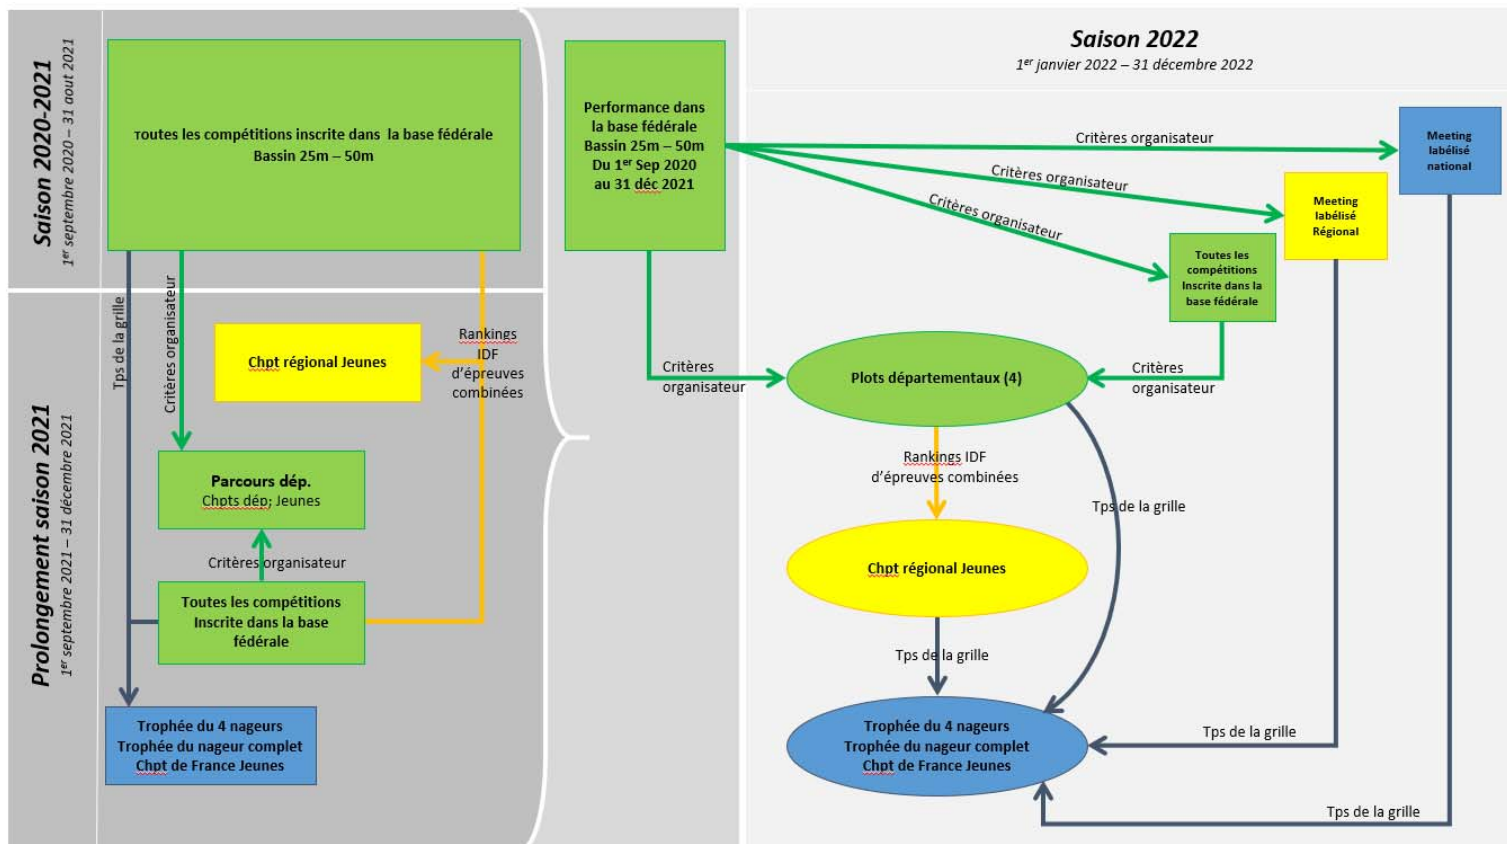 Saison 2020-2021
1er septembre 2020 – 31 aout 2021
Toutes les compétitions inscrite dans la base fédérale
Bassin 25m – 50m
Performance dans
la base fédérale
Bassin 25m – 50m
Du 1er Sep 2020
au 31 déc 2021
Saison 2022
1er janvier 2022 – 31 décembre 2022
Critères organisateur
Meeting
labélisé
national
Critères organisateur
Meeting
labélisé
Régional
Critères organisateur
Toutes les
compétitions
Inscrite dans la
base fédérale
Prolongement saison 2021
1er septembre 2021 – 31 décembre 2021
Tps de la grille
Critères organisateur
Chpt régional Jeunes
Rankings
IDF
d'épreuves
combinées
Parcours dép.
Chpts dép; Jeunes
Critères organisateur
Toutes les compétitions
Inscrite dans la base
fédérale
Trophée du 4 nageurs
Trophée du nageur complet
Chpt de France Jeunes
Critères
organisateur
Plots départementaux (4)
Critères
organisateur
Rankings IDF
d'épreuves combinées
Tps de la grille
Chpt régional Jeunes
Tps de la grille
Trophée du 4 nageurs
Trophée du nageur complet
Chpt de France Jeunes
Tps de la grille
Tps de la grille